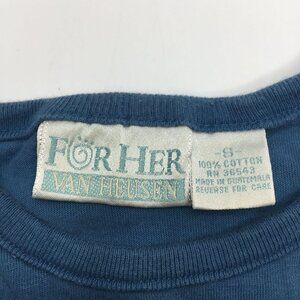 FOR HER
VAN HEUSEN
-S-
100% COTTON
RN 36543
MADE IN GUATEMALA
REVERSE FOR CARE